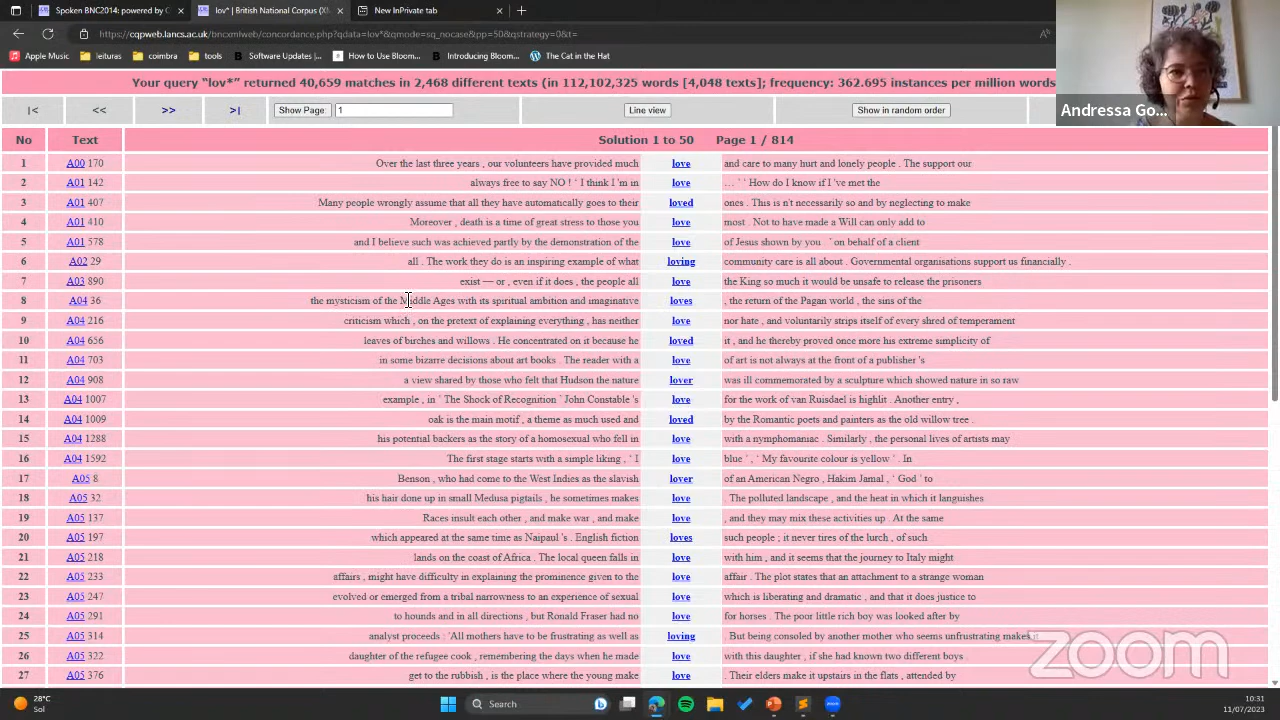 Spoken BNC2014: powered by C
lov* | British National Corpus (XM
New InPrivate tab
https://cqpweb.lancs.ac.uk/bncxmlweb/concordance.php?qdata=lov*&qmode=sq_nocase&pp=50&qstrategy=0&t=
Apple Music leituras coimbra tools Software Updates |... How to Use Bloom... Introducing Bloom... The Cat in the Hat
Your query “lov*” returned 40,659 matches in 2,468 different texts (in 112,102,325 words [4,048 texts]; frequency: 362.695 instances per million words
|< << >> >| Show Page: 1 Line view Show in random order
Andressa Go...
No Text Solution 1 to 50 Page 1 / 814
1 A00 170 Over the last three years , our volunteers have provided much love and care to many hurt and lonely people . The support our
2 A01 142 always free to say NO ! ‘ I think I 'm in love … ’ ‘ How do I know if I 've met the
3 A01 407 Many people wrongly assume that all they have automatically goes to their loved ones . This is n't necessarily so and by neglecting to make
4 A01 410 Moreover , death is a time of great stress to those you love most . Not to have made a Will can only add to
5 A01 578 and I believe such was achieved partly by the demonstration of the love of Jesus shown by you . ’ on behalf of a client
6 A02 29 all . The work they do is an inspiring example of what loving community care is all about . Governmental organisations support us financially .
7 A03 890 exist — or , even if it does , the people all love the King so much it would be unsafe to release the prisoners
8 A04 36 the mysticism of the Middle Ages with its spiritual ambition and imaginative loves , the return of the Pagan world , the sins of the
9 A04 216 criticism which , on the pretext of explaining everything , has neither love nor hate , and voluntarily strips itself of every shred of temperament
10 A04 656 leaves of birches and willows . He concentrated on it because he loved it , and he thereby proved once more his extreme simplicity of
11 A04 703 in some bizarre decisions about art books . The reader with a love of art is not always at the front of a publisher 's
12 A04 908 a view shared by those who felt that Hudson the nature lover was ill commemorated by a sculpture which showed nature in so raw
13 A04 1007 example , in ‘ The Shock of Recognition ’ John Constable 's love for the work of van Ruisdael is highlit . Another entry ,
14 A04 1009 oak is the main motif , a theme as much used and loved by the Romantic poets and painters as the old willow tree .
15 A04 1288 his potential backers as the story of a homosexual who fell in love with a nymphomaniac . Similarly , the personal lives of artists may
16 A04 1592 The first stage starts with a simple liking , ‘ I love blue ’ , ‘ My favourite colour is yellow ’ . In
17 A05 8 Benson , who had come to the West Indies as the slavish lover of an American Negro , Hakim Jamal , ‘ God ’ to
18 A05 32 his hair done up in small Medusa pigtails , he sometimes makes love . The polluted landscape , and the heat in which it languishes
19 A05 137 Races insult each other , and make war , and make love , and they may mix these activities up . At the same
20 A05 197 which appeared at the same time as Naipaul 's . English fiction loves such people ; it never tires of the lurch , of such
21 A05 218 lands on the coast of Africa . The local queen falls in love with him , and it seems that the journey to Italy might
22 A05 233 affairs , might have difficulty in explaining the prominence given to the love affair . The plot states that an attachment to a strange woman
23 A05 247 evolved or emerged from a tribal narrowness to an experience of sexual love which is liberating and dramatic , and that it does justice to
24 A05 291 to hounds and in all directions , but Ronald Fraser had no love for horses . The poor little rich boy was looked after by
25 A05 314 analyst proceeds : ‘All mothers have to be frustrating as well as loving . But being consoled by another mother who seems unfrustrating makes it
26 A05 322 daughter of the refugee cook , remembering the days when he made love with this daughter , if she had known two different boys
27 A05 376 get to the rubbish , is the place where the young make love . Their elders make it upstairs in the flats , attended by
zoom
28°C
Sol
Search
10:31
11/07/2023